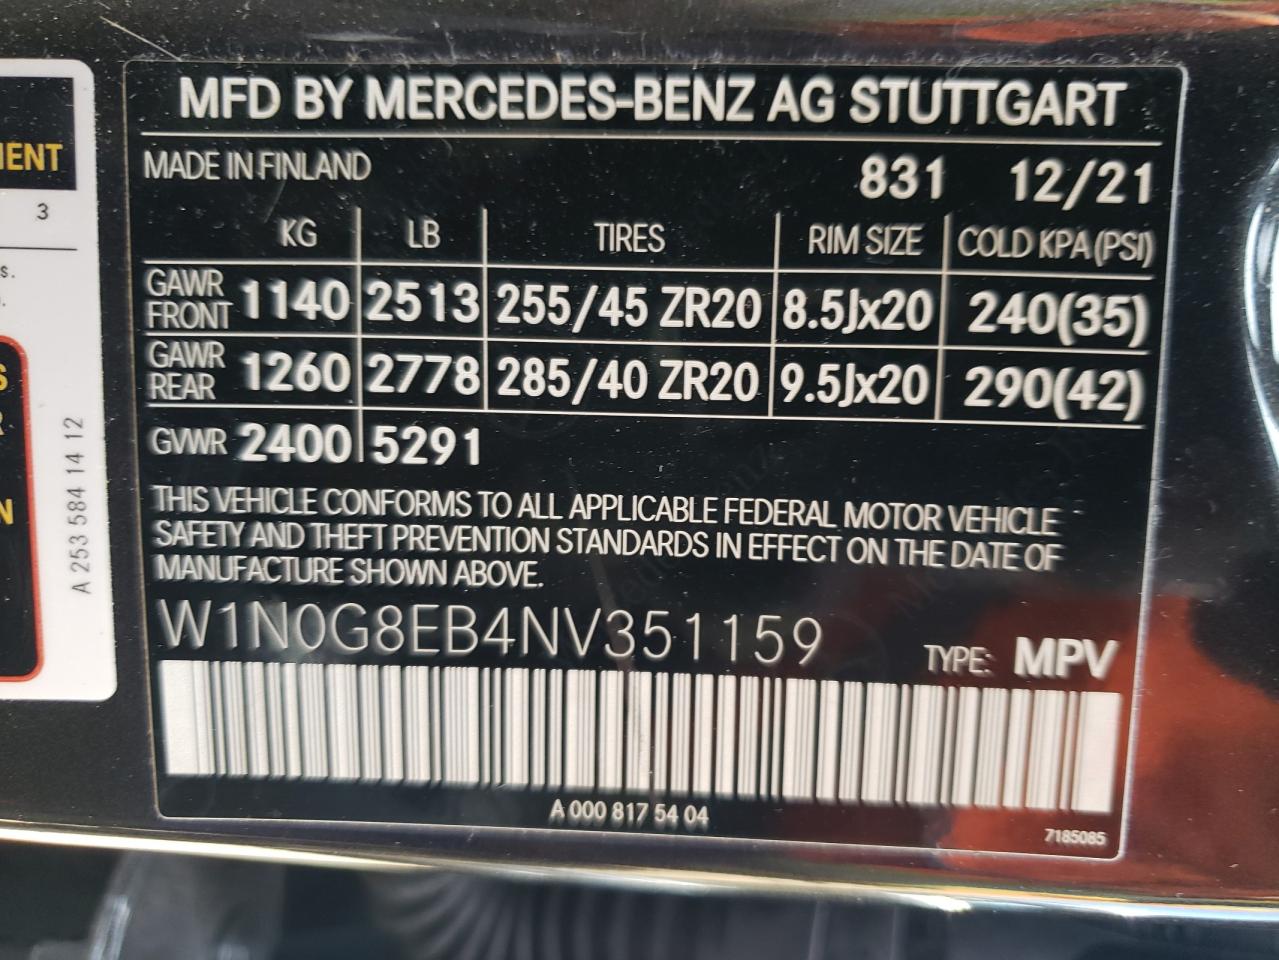 MFD BY MERCEDES-BENZ AG STUTTGART
MADE IN FINLAND 831 12/21
KG LB TIRES RIM SIZE COLD KPA (PSI)
GAWR FRONT 1140 2513 255/45 ZR20 8.5Jx20 240(35)
GAWR REAR 1260 2778 285/40 ZR20 9.5Jx20 290(42)
GVWR 2400 5291
THIS VEHICLE CONFORMS TO ALL APPLICABLE FEDERAL MOTOR VEHICLE
SAFETY AND THEFT PREVENTION STANDARDS IN EFFECT ON THE DATE OF
MANUFACTURE SHOWN ABOVE.
W1N0G8EB4NV351159 TYPE: MPV
A 000 817 54 04
7185085
3
A 253 584 14 12